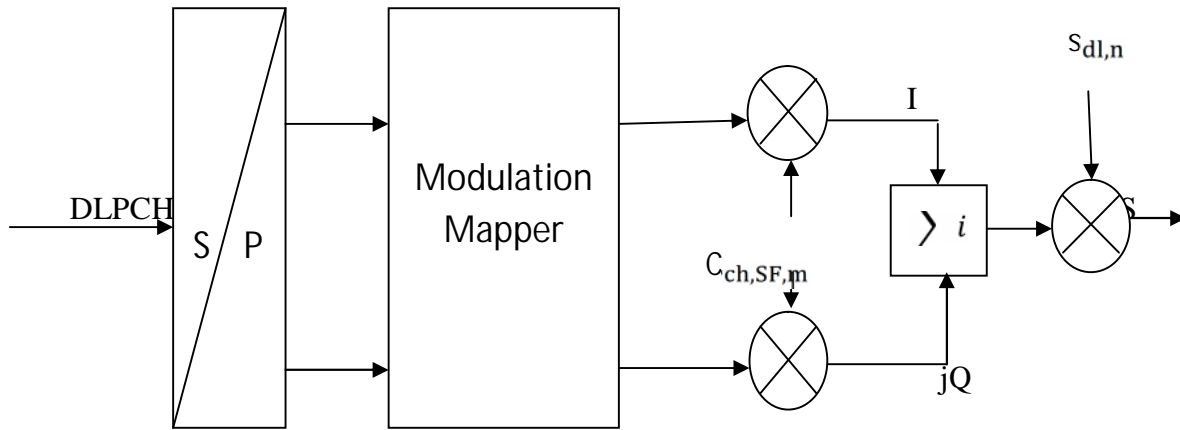 S_dl,n
I
Modulation
Mapper
DLPCH
S P
S
❭ i
C_ch,SF,m
jQ